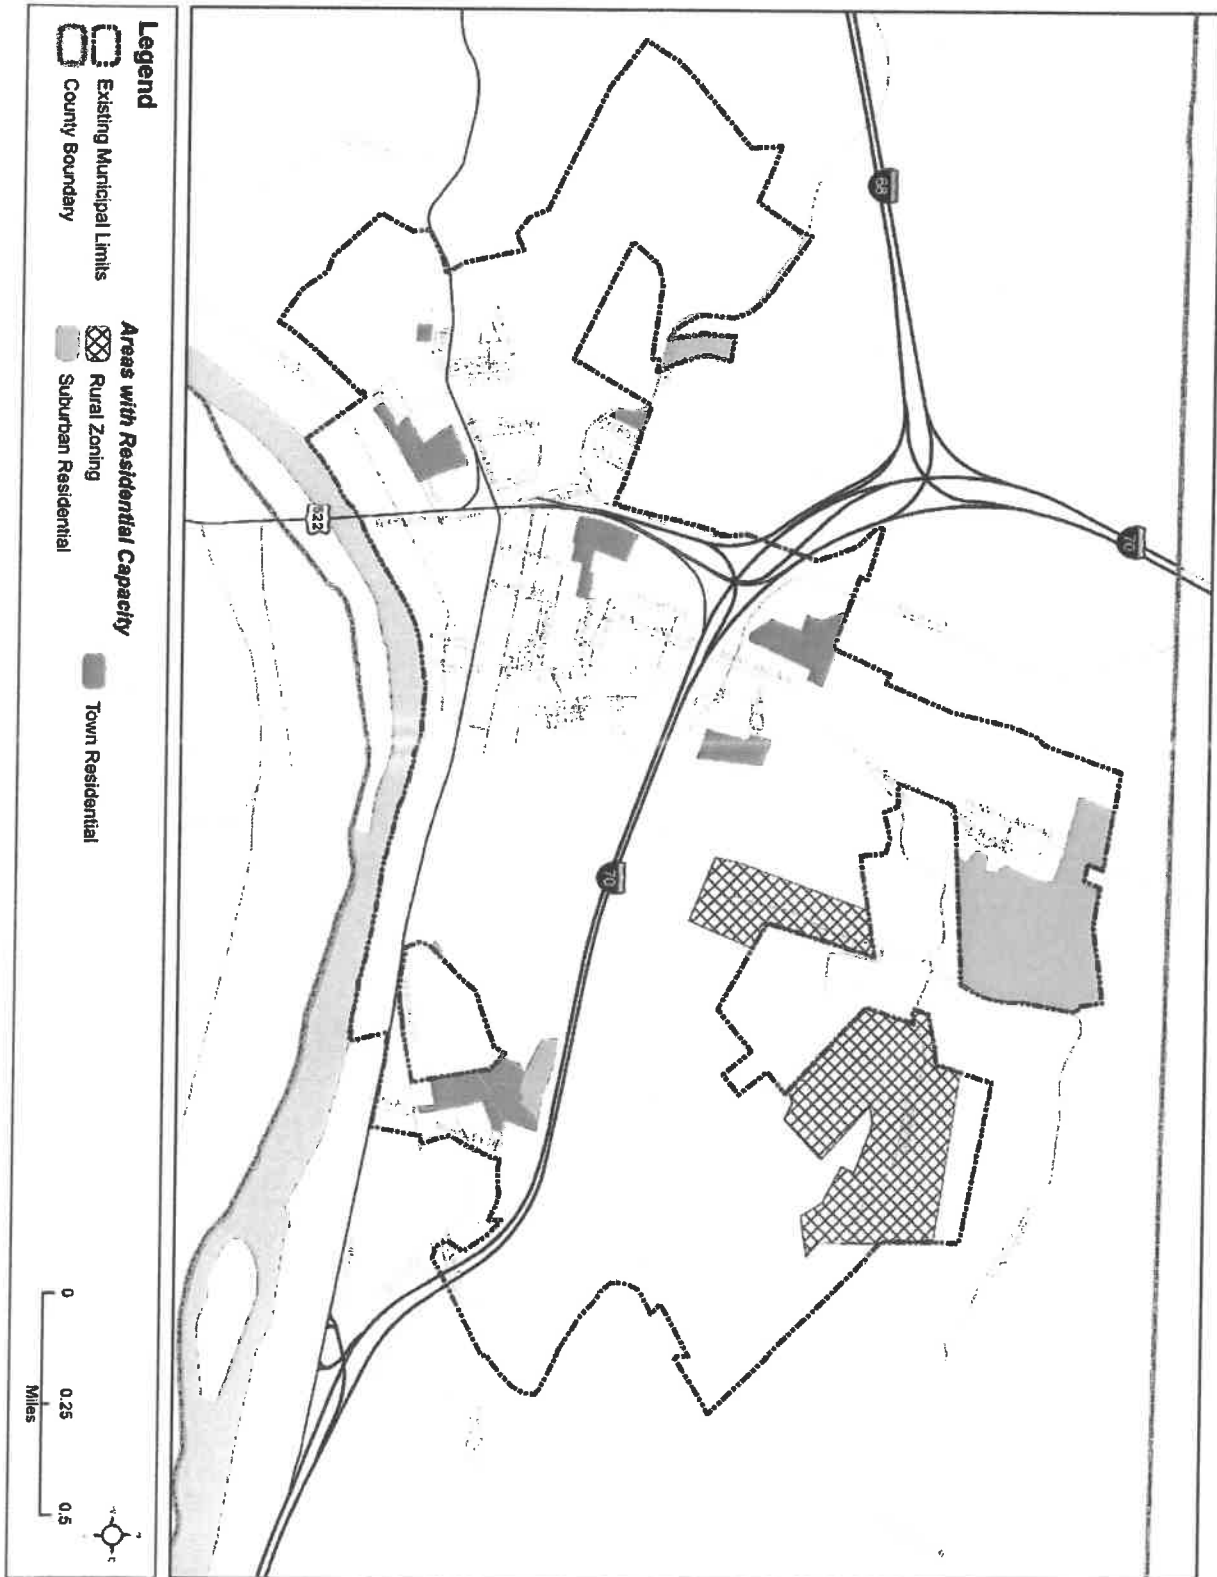 68
70
522
70
Legend
Existing Municipal Limits
County Boundary
Areas with Residential Capacity
Rural Zoning
Suburban Residential
Town Residential
0 0.25 0.5
Miles